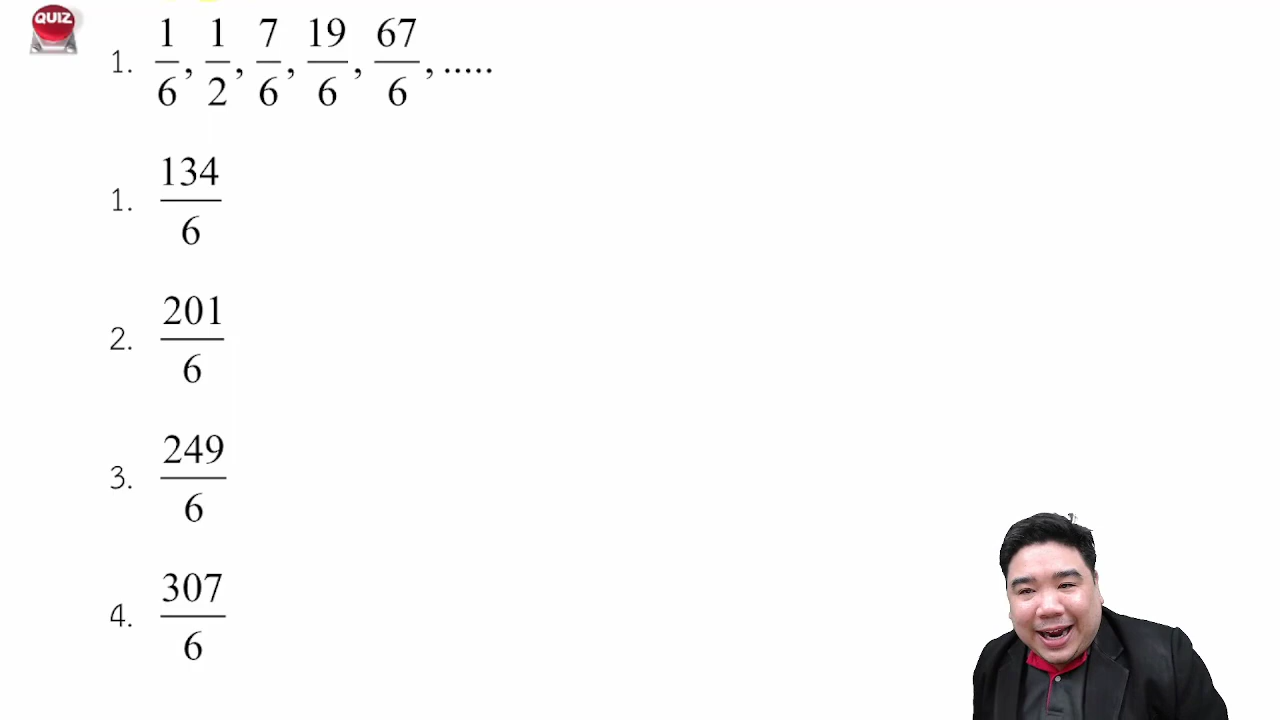 QUIZ
1. 1/6, 1/2, 7/6, 19/6, 67/6, .....
1. 134/6
2. 201/6
3. 249/6
4. 307/6